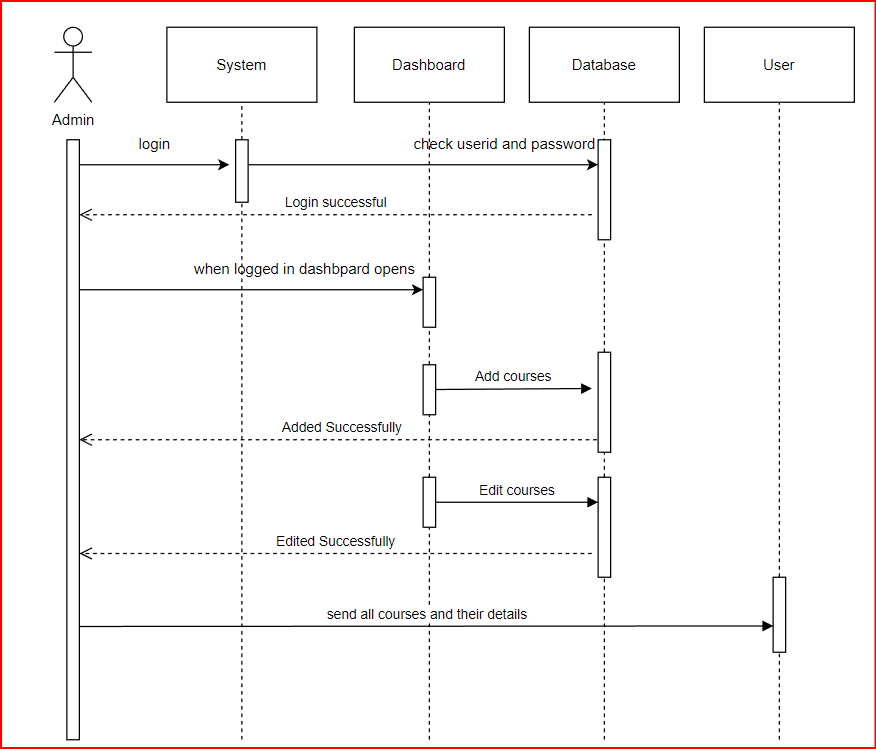 System
Dashboard
Database
User
Admin
login
check userid and password
Login successful
when logged in dashbpard opens
Add courses
Added Successfully
Edit courses
Edited Successfully
send all courses and their details